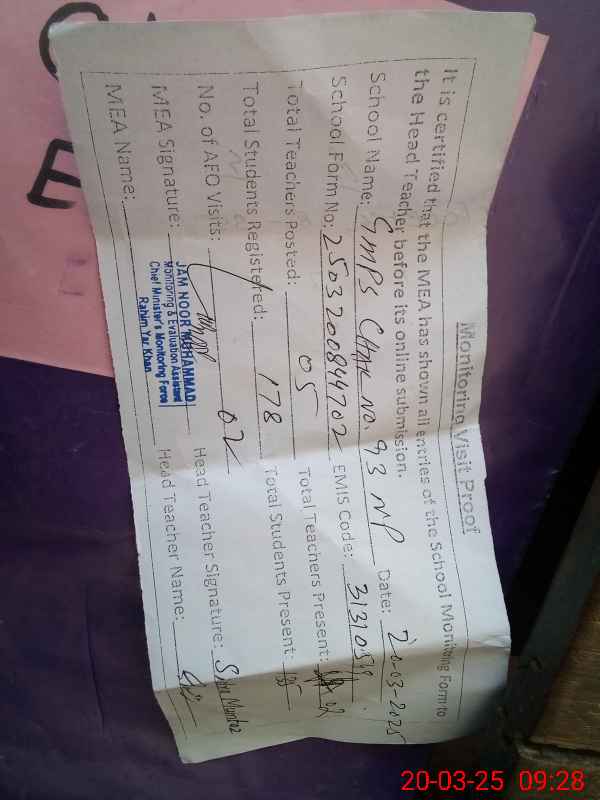 Monitoring Visit Proof
It is certified that the MEA has shown all entries of the School Monitoring Form to
the Head Teacher before its online submission.
School Name: GMPS CHAK NO. 93 NP Date: 20-03-2025
School Form No: 250320084702 EMIS Code:
Total Teachers Posted: 05 Total Teachers Present: 02
Total Students Registered: 178 Total Students Present:
No. of AFO Visits: 02 Head Teacher Signature:
MEA Signature: Head Teacher Name:
MEA Name:
JAM NOOR MUHAMMAD
Monitoring & Evaluation Assistant
Chief Minister's Monitoring Force
Rahim Yar Khan
20-03-25 09:28